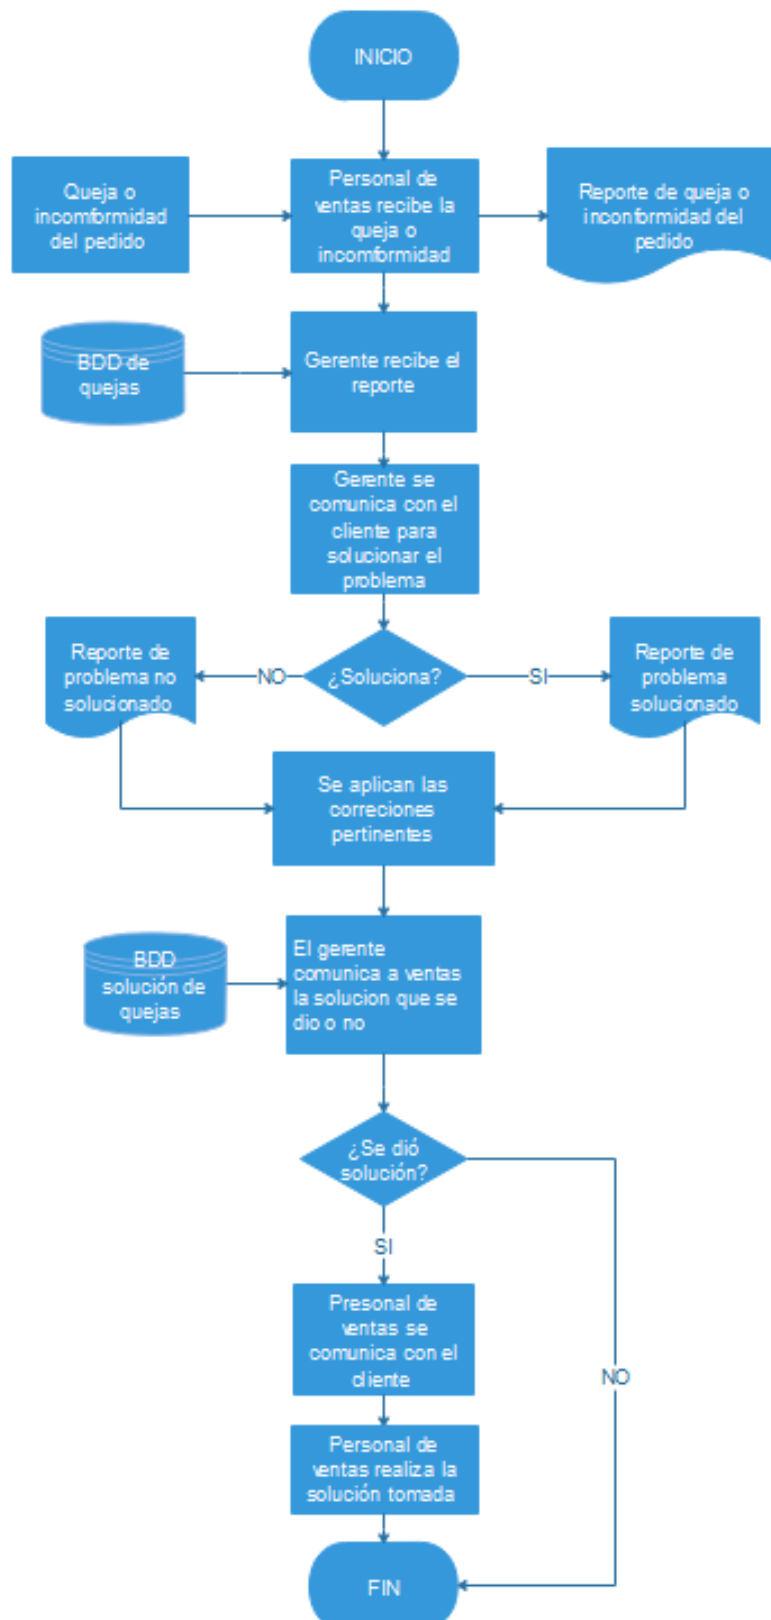 INICIO
Queja o
incomformidad
del pedido
Personal de
ventas recibe la
queja o
incomformidad
Reporte de queja o
inconformidad del
pedido
BDD de
quejas
Gerente recibe el
reporte
Gerente se
comunica con el
cliente para
solucionar el
problema
Reporte de
problema no
solucionado
NO
¿Soluciona?
SI
Reporte de
problema
solucionado
Se aplican las
correciones
pertinentes
BDD
solución de
quejas
El gerente
comunica a ventas
la solucion que se
dio o no
¿Se dió
solución?
SI
Presonal de
ventas se
comunica con el
cliente
NO
Personal de
ventas realiza la
solución tomada
FIN